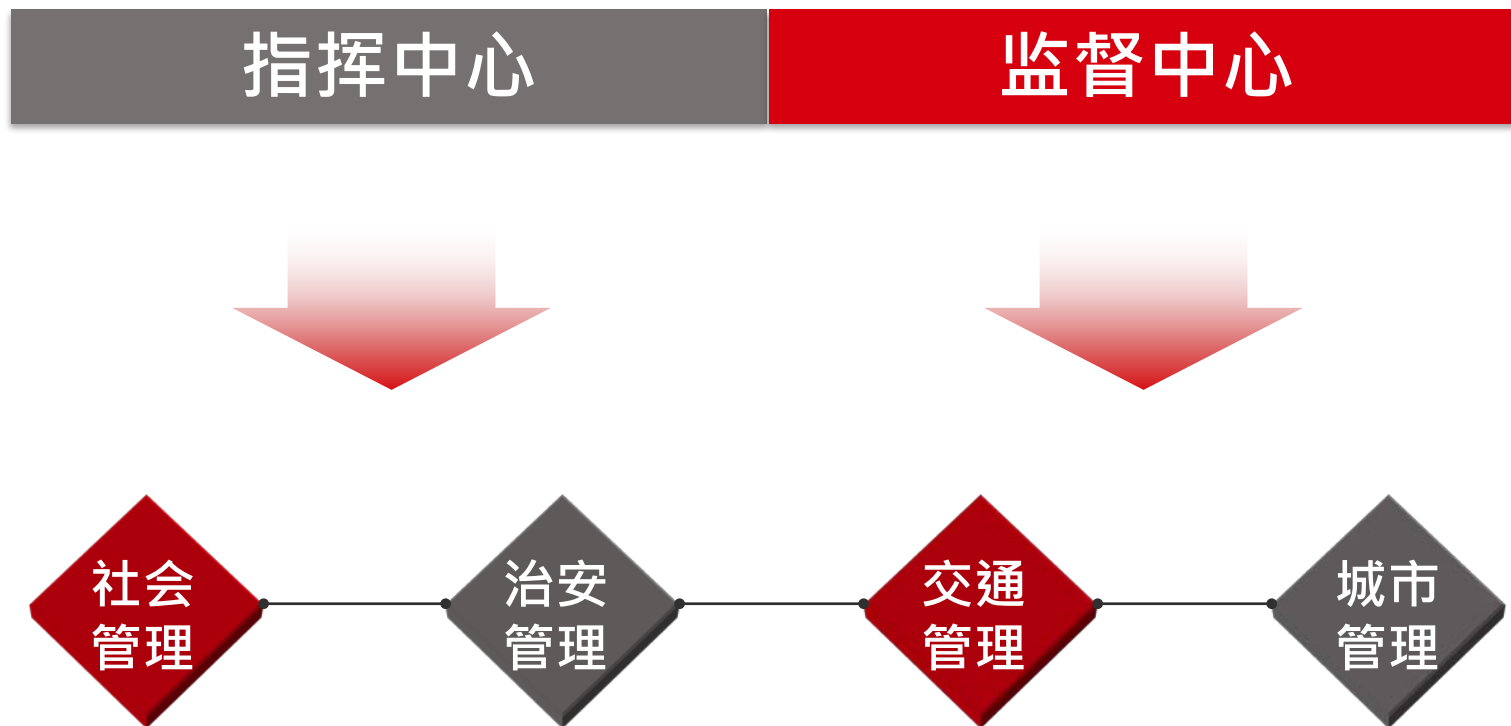 指挥中心
监督中心
社会
管理
治安
管理
交通
管理
城市
管理